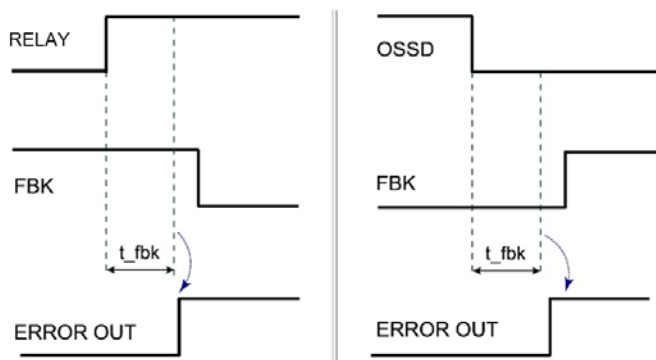 RELAY
FBK
t_fbk
ERROR OUT
OSSD
FBK
t_fbk
ERROR OUT